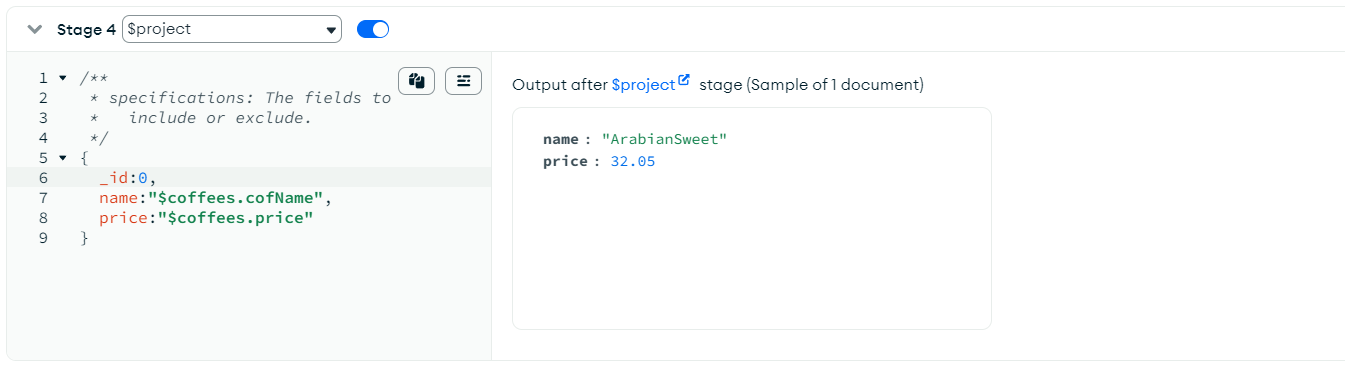 Stage 4 $project
1 /**
2 * specifications: The fields to
3 *   include or exclude.
4 */
5 {
6 _id:0,
7 name:"$coffees.cofName",
8 price:"$coffees.price"
9 }
Output after $project stage (Sample of 1 document)
name : "ArabianSweet"
price : 32.05